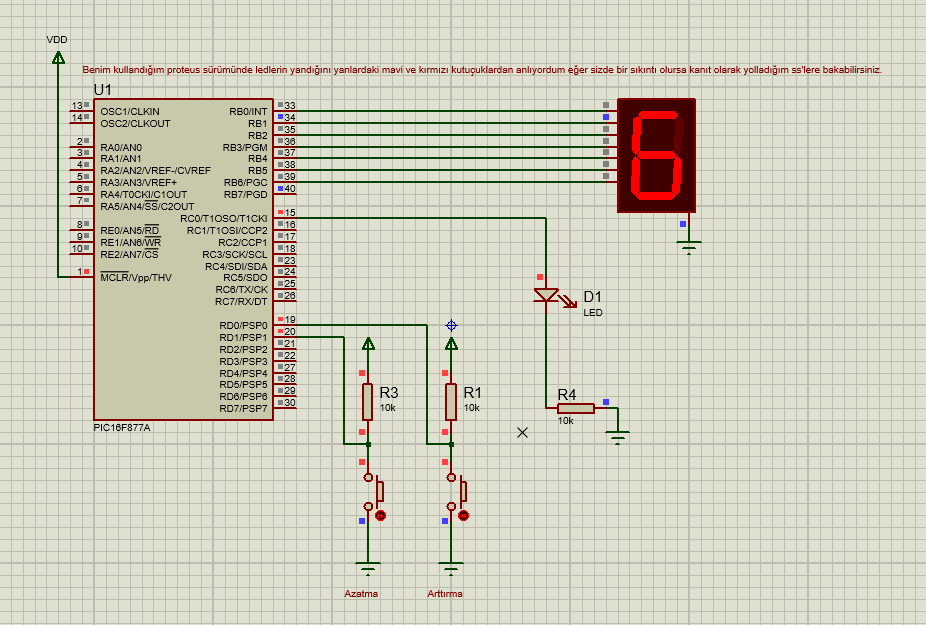 VDD
Benim kullandığım proteus sürümünde ledlerin yandığını yanlardaki mavi ve kırmızı kutuçuklardan anlıyordum eğer sizde bir sıkıntı olursa kanıt olarak yolladığım ss'lere bakabilirsiniz.
U1
13 OSC1/CLKIN RB0/INT 33
14 OSC2/CLKOUT RB1 34
RB2 35
2 RA0/AN0 RB3/PGM 36
3 RA1/AN1 RB4 37
4 RA2/AN2/VREF-/CVREF RB5 38
5 RA3/AN3/VREF+ RB6/PGC 39
6 RA4/T0CKI/C1OUT RB7/PGD 40
7 RA5/AN4/SS/C2OUT
RC0/T1OSO/T1CKI 15
8 RE0/AN5/RD RC1/T1OSI/CCP2 16
9 RE1/AN6/WR RC2/CCP1 17
10 RE2/AN7/CS RC3/SCK/SCL 18
RC4/SDI/SDA 23
1 MCLR/Vpp/THV RC5/SDO 24
RC6/TX/CK 25
RC7/RX/DT 26
RD0/PSP0 19
RD1/PSP1 20
RD2/PSP2 21
RD3/PSP3 22
RD4/PSP4 27
RD5/PSP5 28
RD6/PSP6 29
RD7/PSP7 30
PIC16F877A
6
D1
LED
R3
10k
R1
10k
R4
10k
Azatma
Arttırma